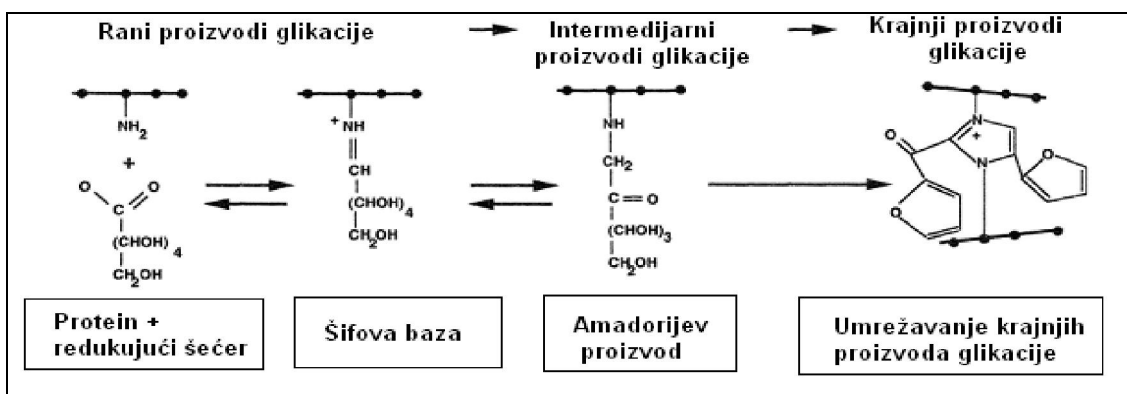 Rani proizvodi glikacije
Intermedijarni
proizvodi glikacije
Krajnji proizvodi
glikacije
NH2
+
O O
C
(CHOH)4
CH2OH
+NH
CH
(CHOH)4
CH2OH
NH
CH2
C=O
(CHOH)3
CH2OH
O
N
+
N
O
O
Protein +
redukujući šećer
Šifova baza
Amadorijev
proizvod
Umrežavanje krajnjih
proizvoda glikacije